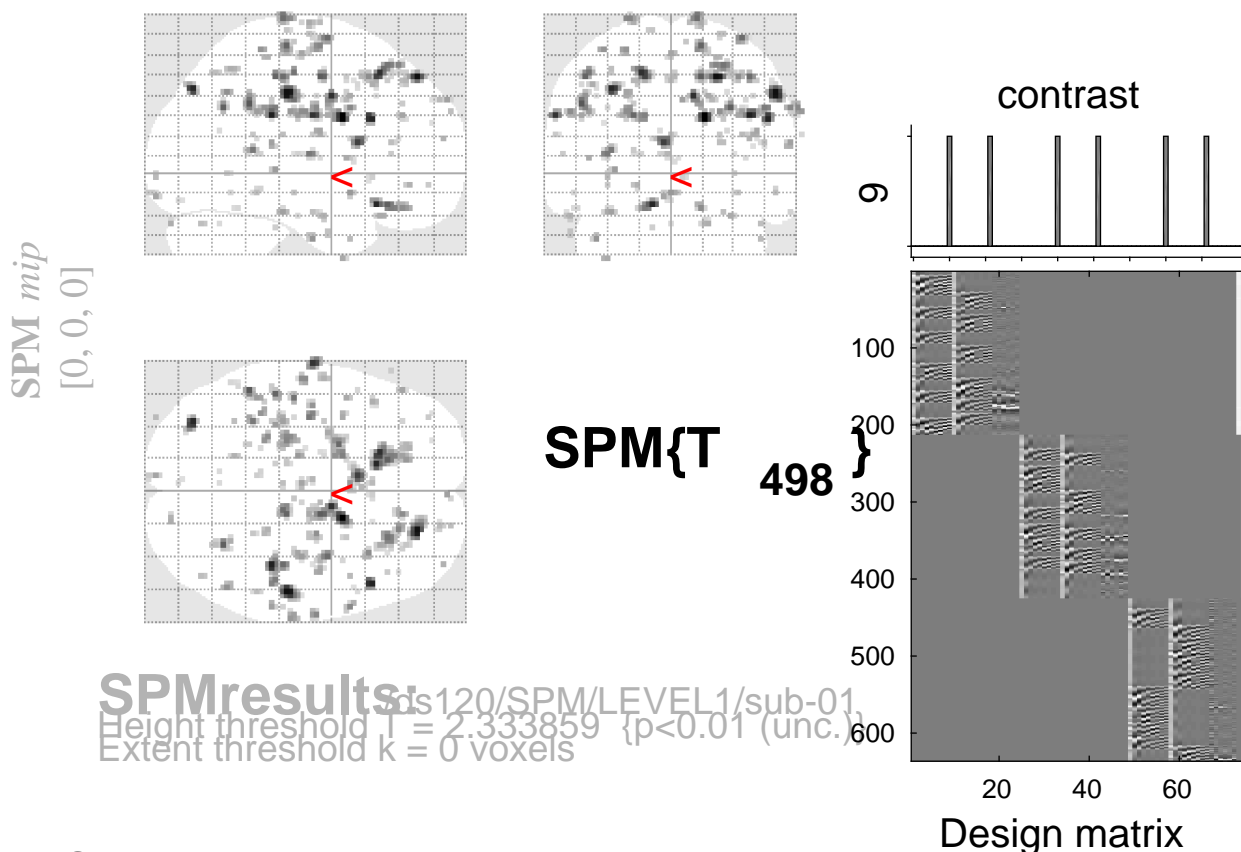 contrast
6
SPM mip
[0, 0, 0]
<
<
<
SPM{T498}
100
200
300
400
500
600
20 40 60
Design matrix
SPMresults: /ds120/SPM/LEVEL1/sub-01
Height threshold T = 2.333859 {p<0.01 (unc.)}
Extent threshold k = 0 voxels